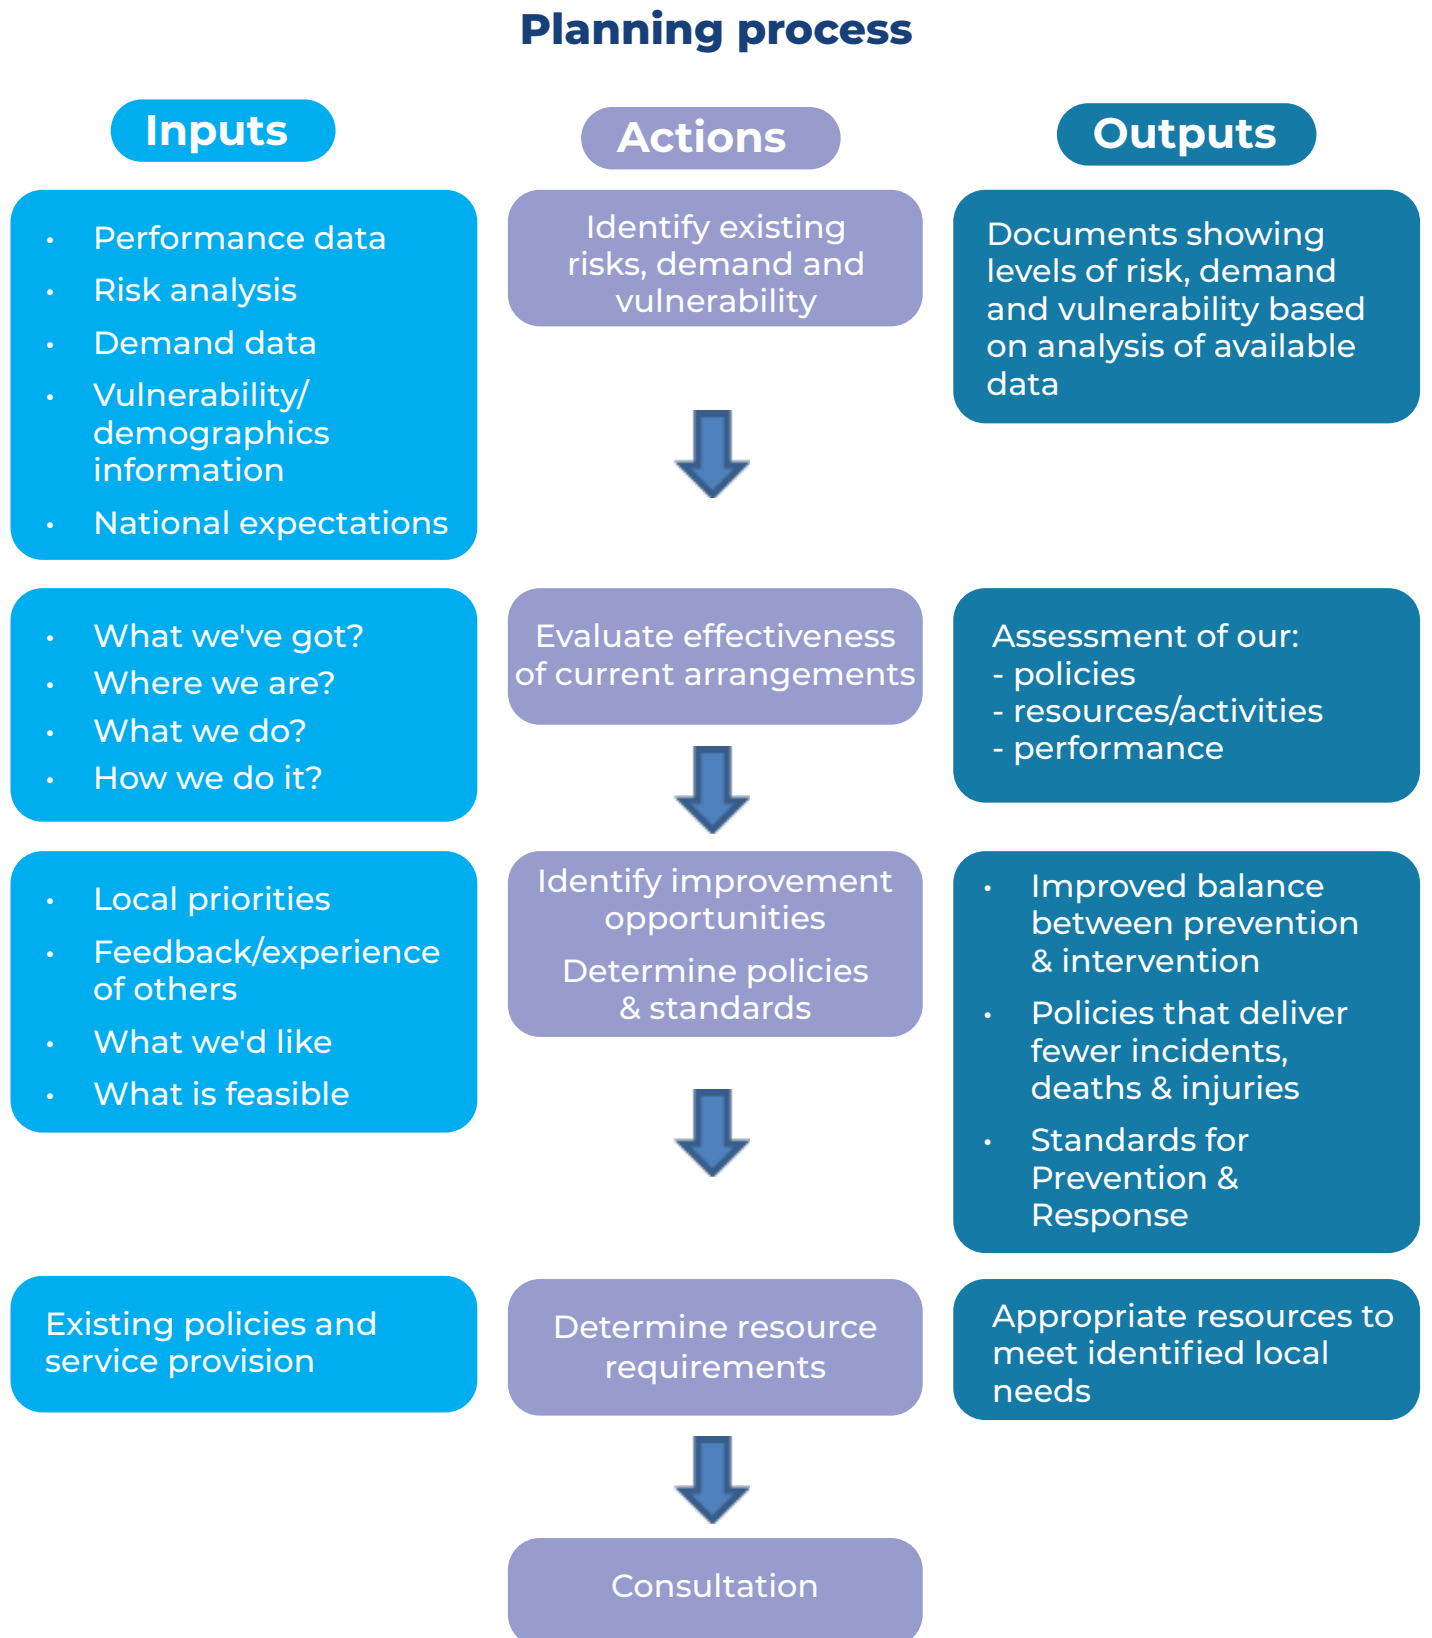 Planning process
Inputs
Actions
Outputs
• Performance data
• Risk analysis
• Demand data
• Vulnerability/
demographics
information
• National expectations
Identify existing
risks, demand and
vulnerability
Documents showing
levels of risk, demand
and vulnerability based
on analysis of available
data
• What we've got?
• Where we are?
• What we do?
• How we do it?
Evaluate effectiveness
of current arrangements
Assessment of our:
- policies
- resources/activities
- performance
• Local priorities
• Feedback/experience
of others
• What we'd like
• What is feasible
Identify improvement
opportunities
Determine policies
& standards
• Improved balance
between prevention
& intervention
• Policies that deliver
fewer incidents,
deaths & injuries
• Standards for
Prevention &
Response
Existing policies and
service provision
Determine resource
requirements
Appropriate resources to
meet identified local
needs
Consultation